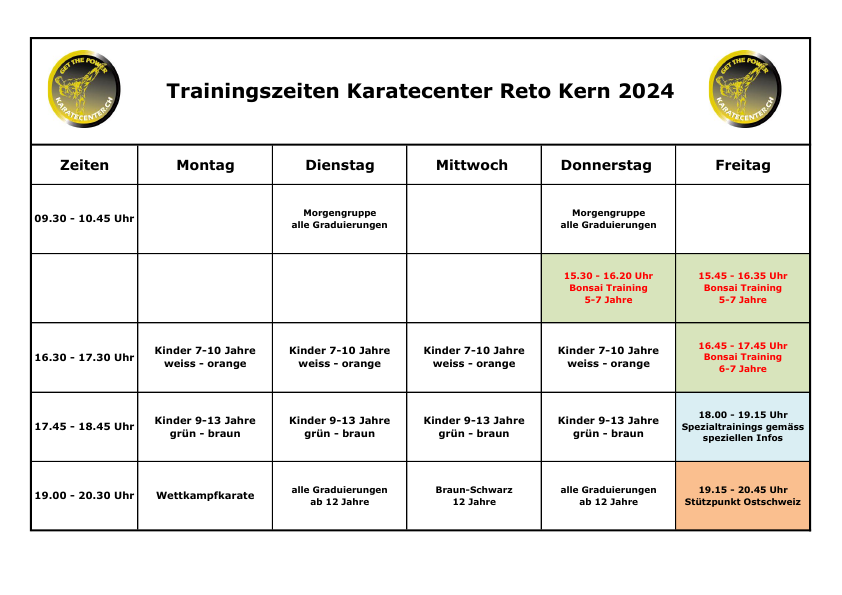 GET THE POWER
KARATECENTER.CH
Trainingszeiten Karatecenter Reto Kern 2024
GET THE POWER
KARATECENTER.CH
Zeiten
Montag
Dienstag
Mittwoch
Donnerstag
Freitag
09.30 - 10.45 Uhr
Morgengruppe
alle Graduierungen
Morgengruppe
alle Graduierungen
15.30 - 16.20 Uhr
Bonsai Training
5-7 Jahre
15.45 - 16.35 Uhr
Bonsai Training
5-7 Jahre
16.30 - 17.30 Uhr
Kinder 7-10 Jahre
weiss - orange
Kinder 7-10 Jahre
weiss - orange
Kinder 7-10 Jahre
weiss - orange
Kinder 7-10 Jahre
weiss - orange
16.45 - 17.45 Uhr
Bonsai Training
6-7 Jahre
17.45 - 18.45 Uhr
Kinder 9-13 Jahre
grün - braun
Kinder 9-13 Jahre
grün - braun
Kinder 9-13 Jahre
grün - braun
Kinder 9-13 Jahre
grün - braun
18.00 - 19.15 Uhr
Spezialtrainings gemäss
speziellen Infos
19.00 - 20.30 Uhr
Wettkampfkarate
alle Graduierungen
ab 12 Jahre
Braun-Schwarz
12 Jahre
alle Graduierungen
ab 12 Jahre
19.15 - 20.45 Uhr
Stützpunkt Ostschweiz